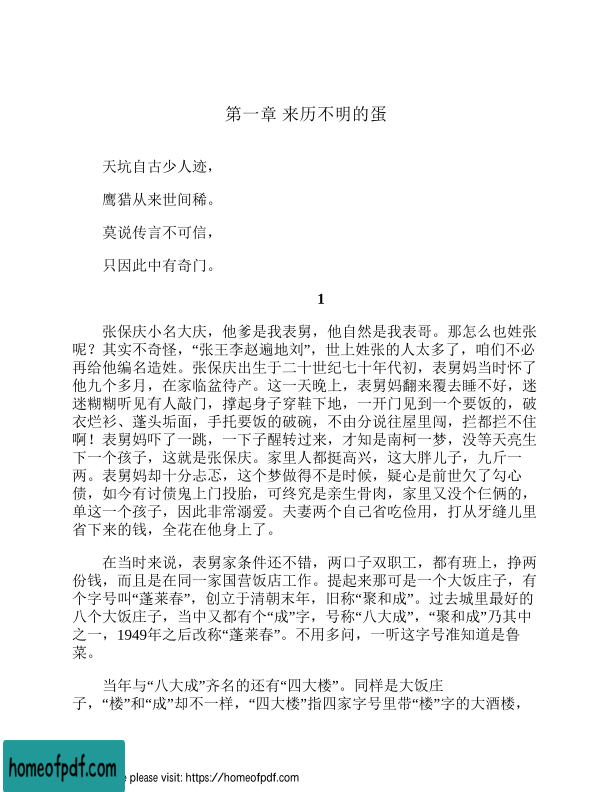 第一章 来历不明的蛋
天坑自古少人迹，
鹰猎从来世间稀。
莫说传言不可信，
只因此中有奇门。
1
张保庆小名大庆，他爹是我表舅，他自然是我表哥。那怎么也姓张
呢？其实不奇怪，“张王李赵遍地刘”，世上姓张的人太多了，咱们不必
再给他编名造姓。张保庆出生于二十世纪七十年代初，表舅妈当时怀了
他九个多月，在家临盆待产。这一天晚上，表舅妈翻来覆去睡不好，迷
迷糊糊听见有人敲门，撑起身子穿鞋下地，一开门见到一个要饭的，破
衣烂衫、蓬头垢面，手托要饭的破碗，不由分说往屋里闯，拦都拦不住
啊！表舅妈吓了一跳，一下子醒转过来，才知是南柯一梦，没等天亮生
下一个孩子，这就是张保庆。家里人都挺高兴，这大胖儿子，九斤一
两。表舅妈却十分忐忑，这个梦做得不是时候，疑心是前世欠了勾心
债，如今有讨债鬼上门投胎，可终究是亲生骨肉，家里又没个仨俩的，
单这一个孩子，因此非常溺爱。夫妻两个自己省吃俭用，打从牙缝儿里
省下来的钱，全花在他身上了。
在当时来说，表舅家条件还不错，两口子双职工，都有班上，挣两
份钱，而且是在同一家国营饭店工作。提起来那可是一个大饭庄子，有
个字号叫“蓬莱春”，创立于清朝末年，旧称“聚和成”。过去城里最好的
八个大饭庄子，当中又都有个“成”字，号称“八大成”，“聚和成”乃其中
之一，1949年之后改称“蓬莱春”。不用多问，一听这字号准知道是鲁
菜。
当年与“八大成”齐名的还有“四大楼”。同样是大饭庄
子，“楼”和“成”却不一样，“四大楼”指四家字号里带“楼”字的大酒楼，
homeofpdf.com
please visit: https://homeofpdf.com